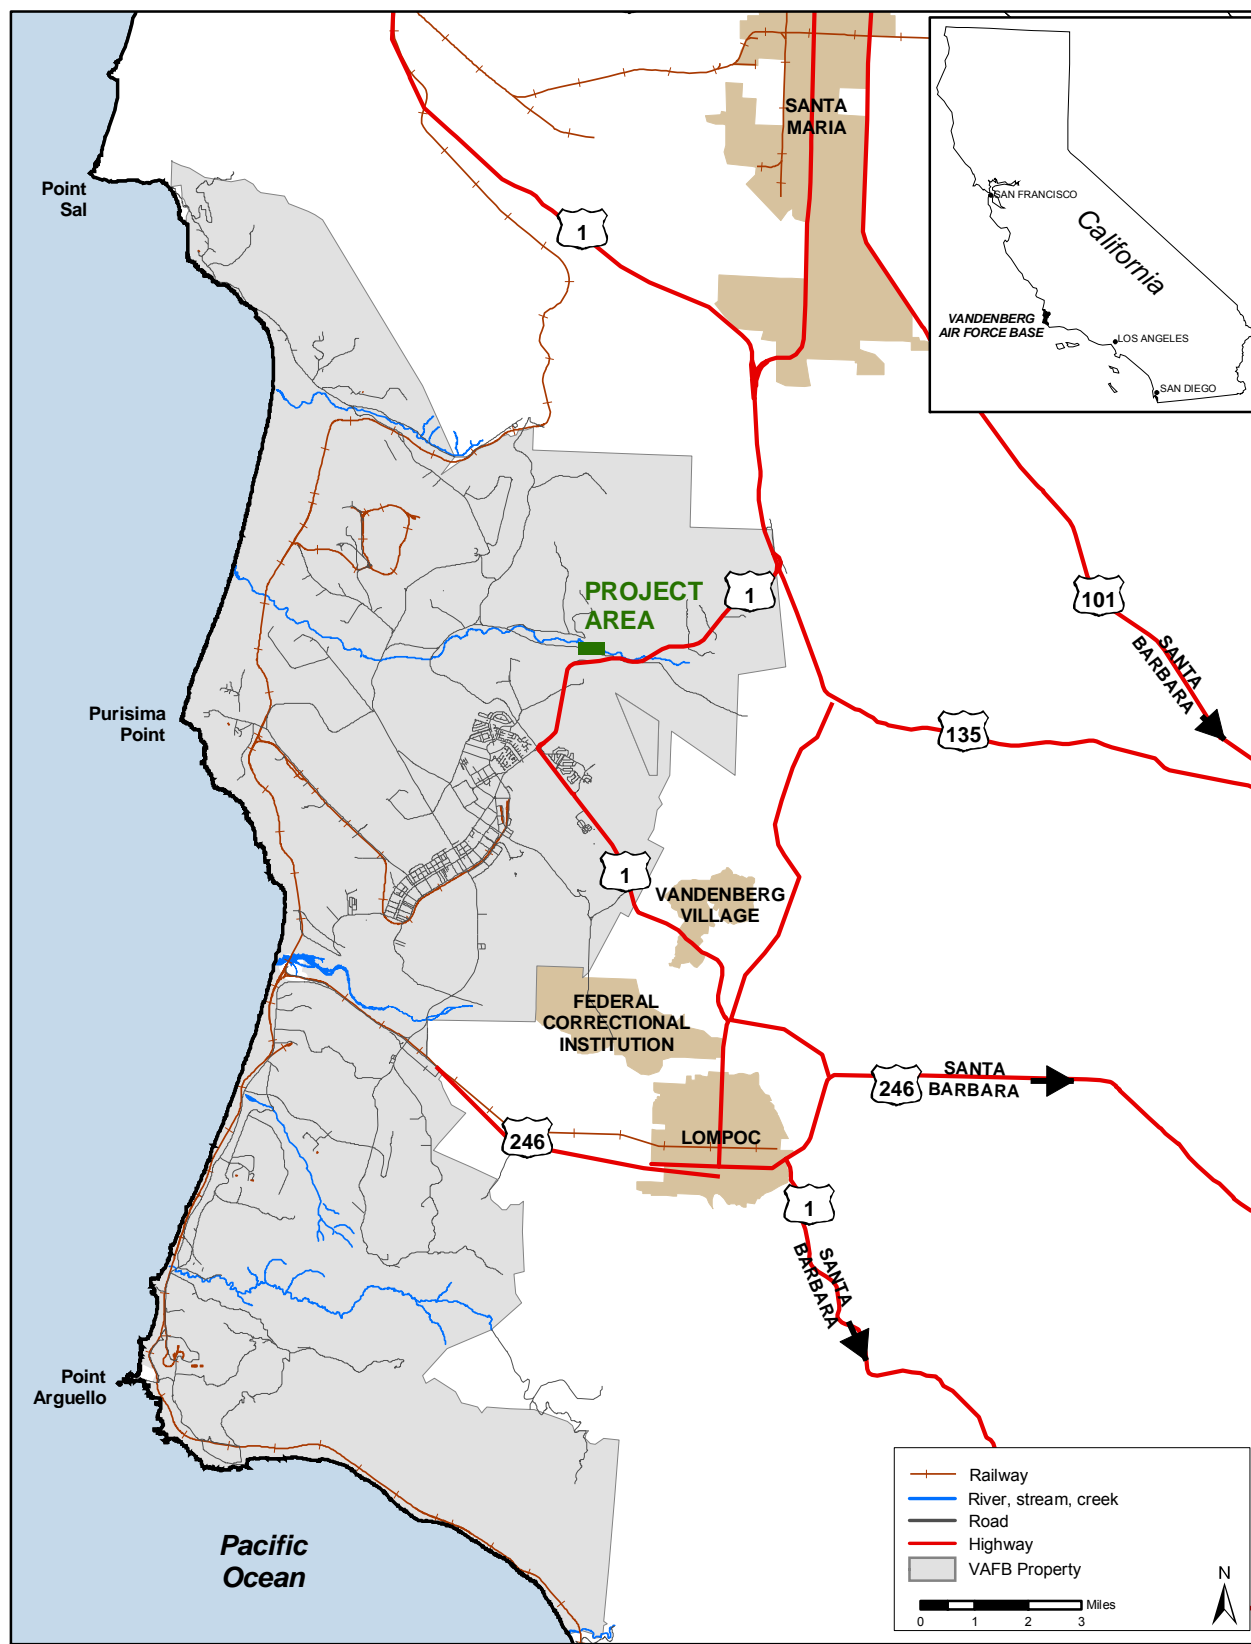 SANTA
MARIA
SAN FRANCISCO
California
VANDENBERG
AIR FORCE BASE
LOS ANGELES
SAN DIEGO
Point
Sal
1
PROJECT
AREA
1
101
SANTA
BARBARA
Purisima
Point
135
1
VANDENBERG
VILLAGE
FEDERAL
CORRECTIONAL
INSTITUTION
246
SANTA
BARBARA
246
LOMPOC
1
SANTA
BARBARA
Point
Arguello
Pacific
Ocean
Railway
River, stream, creek
Road
Highway
VAFB Property
N
Miles
0 1 2 3